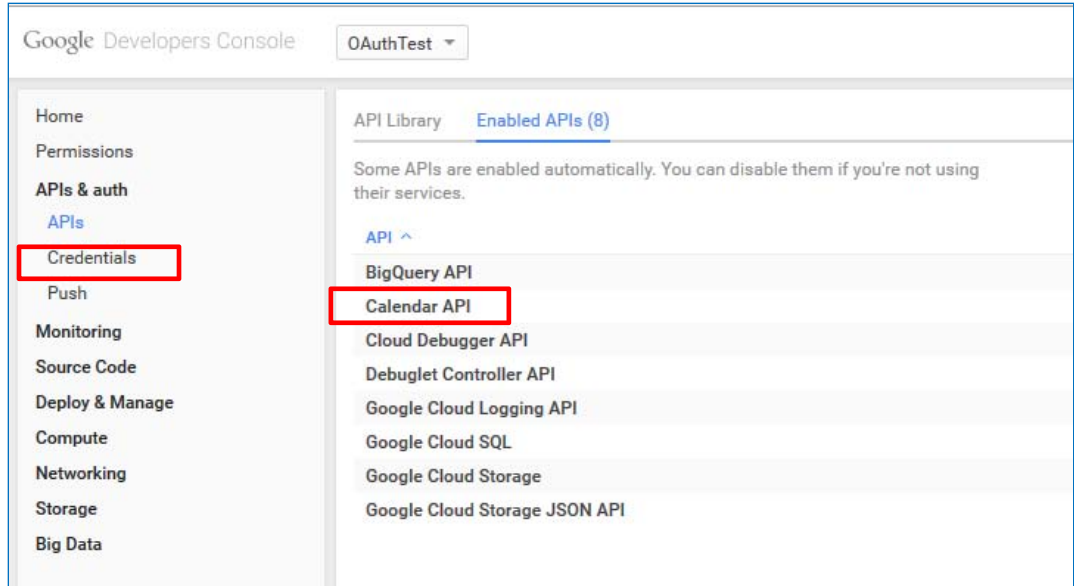 Google Developers Console
OAuthTest
Home
Permissions
APIs & auth
APIs
Credentials
Push
Monitoring
Source Code
Deploy & Manage
Compute
Networking
Storage
Big Data
API Library
Enabled APIs (8)
Some APIs are enabled automatically. You can disable them if you're not using
their services.
API
BigQuery API
Calendar API
Cloud Debugger API
Debuglet Controller API
Google Cloud Logging API
Google Cloud SQL
Google Cloud Storage
Google Cloud Storage JSON API